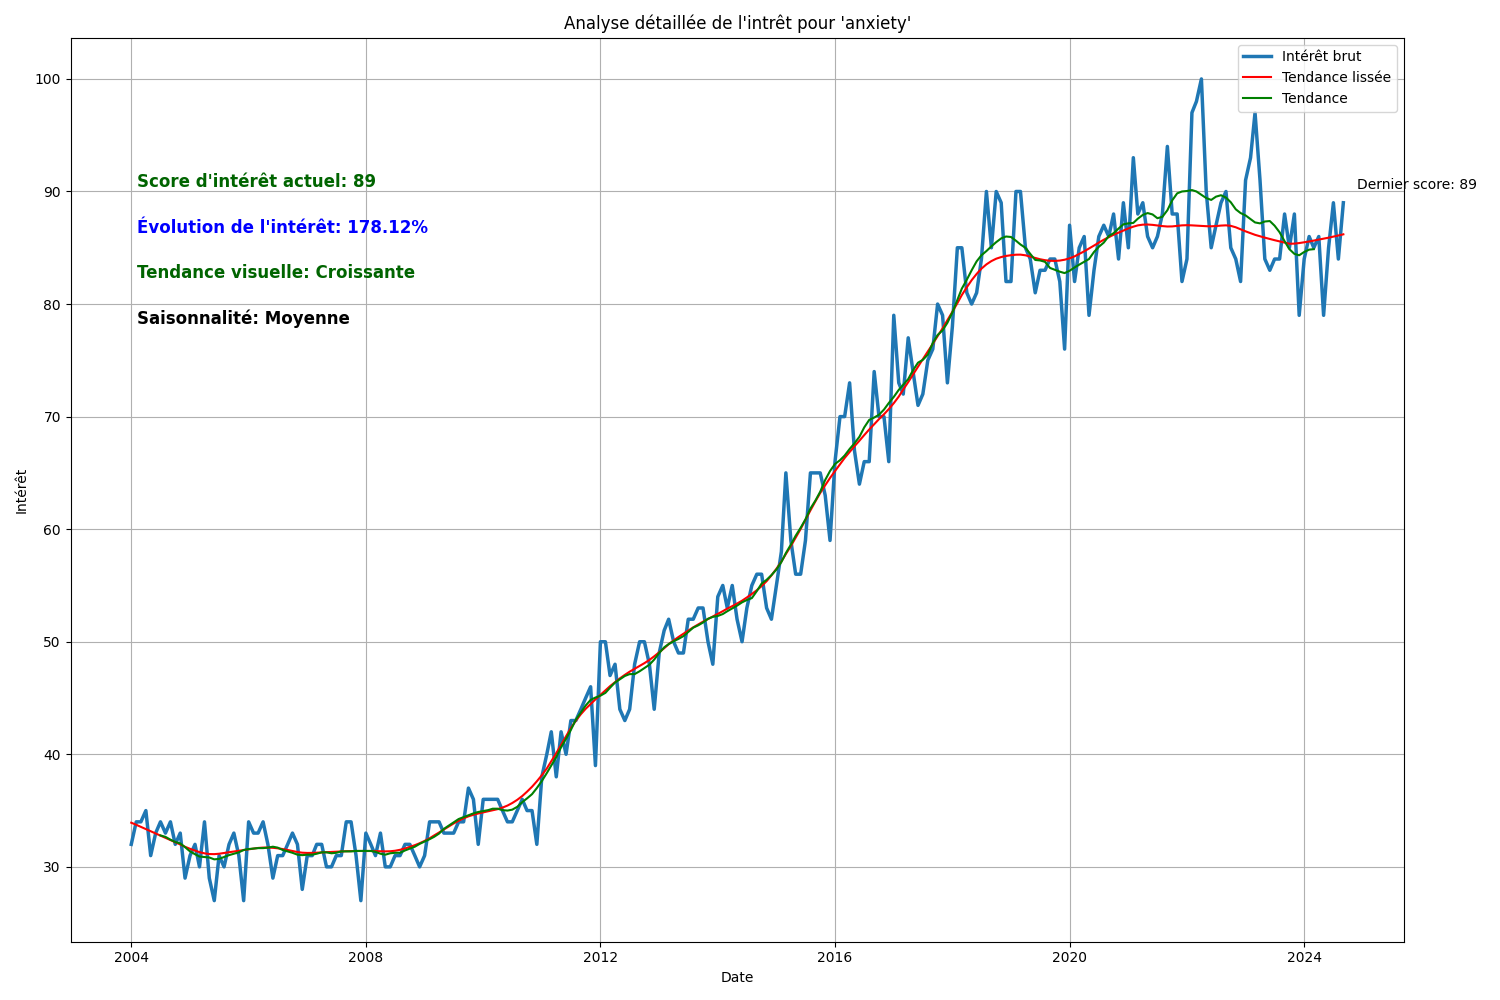 Analyse détaillée de l'intrêt pour 'anxiety'
Intérêt brut
Tendance lissée
Tendance
Score d'intérêt actuel: 89
Évolution de l'intérêt: 178.12%
Tendance visuelle: Croissante
Saisonnalité: Moyenne
Dernier score: 89
Intérêt
100
90
80
70
60
50
40
30
2004
2008
2012
2016
2020
2024
Date